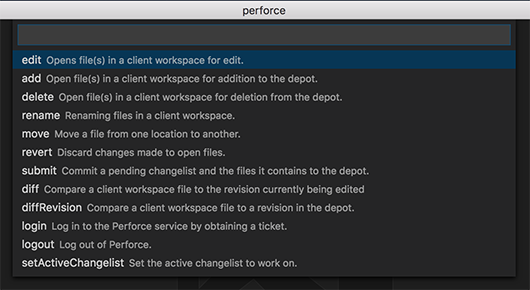 perforce
edit Opens file(s) in a client workspace for edit.
add Open file(s) in a client workspace for addition to the depot.
delete Open file(s) in a client workspace for deletion from the depot.
rename Renaming files in a client workspace.
move Move a file from one location to another.
revert Discard changes made to open files.
submit Commit a pending changelist and the files it contains to the depot.
diff Compare a client workspace file to the revision currently being edited
diffRevision Compare a client workspace file to a revision in the depot.
login Log in to the Perforce service by obtaining a ticket.
logout Log out of Perforce.
setActiveChangelist Set the active changelist to work on.